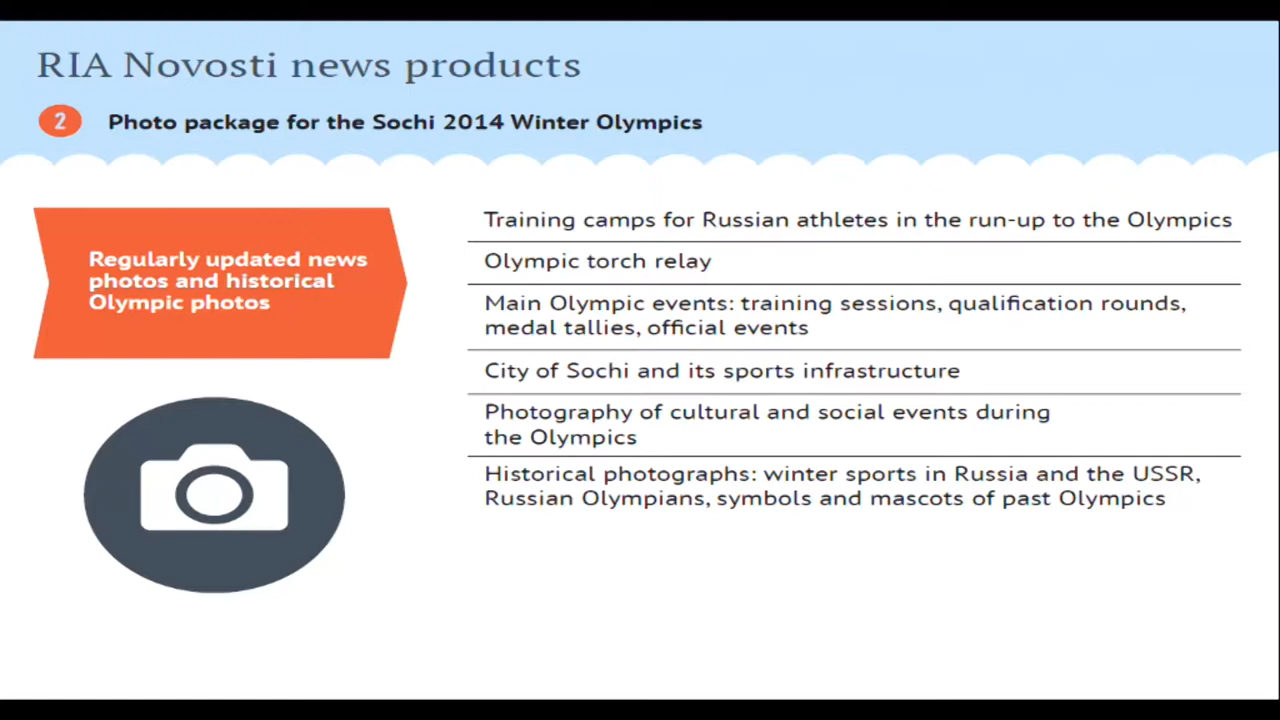 RIA Novosti news products
2 Photo package for the Sochi 2014 Winter Olympics
Regularly updated news
photos and historical
Olympic photos
Training camps for Russian athletes in the run-up to the Olympics
Olympic torch relay
Main Olympic events: training sessions, qualification rounds,
medal tallies, official events
City of Sochi and its sports infrastructure
Photography of cultural and social events during
the Olympics
Historical photographs: winter sports in Russia and the USSR,
Russian Olympians, symbols and mascots of past Olympics